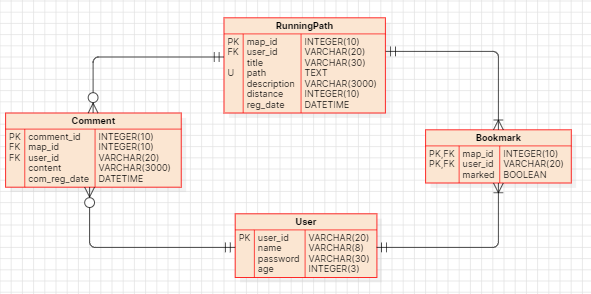 RunningPath
PK map_id INTEGER(10)
FK user_id VARCHAR(20)
title VARCHAR(30)
U path TEXT
description VARCHAR(3000)
distance INTEGER(10)
reg_date DATETIME
Comment
PK comment_id INTEGER(10)
FK map_id INTEGER(10)
FK user_id VARCHAR(20)
content VARCHAR(3000)
com_reg_date DATETIME
Bookmark
PK,FK map_id INTEGER(10)
PK,FK user_id VARCHAR(20)
marked BOOLEAN
User
PK user_id VARCHAR(20)
name VARCHAR(8)
password VARCHAR(30)
age INTEGER(3)